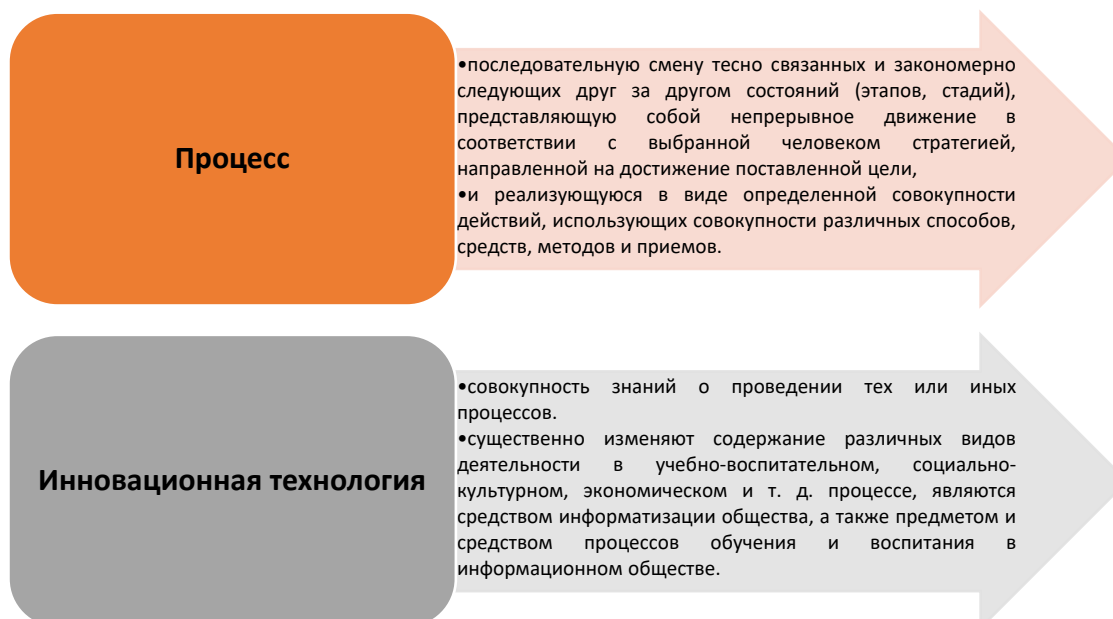 Процесс
•последовательную смену тесно связанных и закономерно
следующих друг за другом состояний (этапов, стадий),
представляющую собой непрерывное движение в
соответствии с выбранной человеком стратегией,
направленной на достижение поставленной цели,
•и реализующуюся в виде определенной совокупности
действий, использующих совокупности различных способов,
средств, методов и приемов.
Инновационная технология
•совокупность знаний о проведении тех или иных
процессов.
•существенно изменяют содержание различных видов
деятельности в учебно-воспитательном, социально-
культурном, экономическом и т. д. процессе, являются
средством информатизации общества, а также предметом и
средством процессов обучения и воспитания в
информационном обществе.